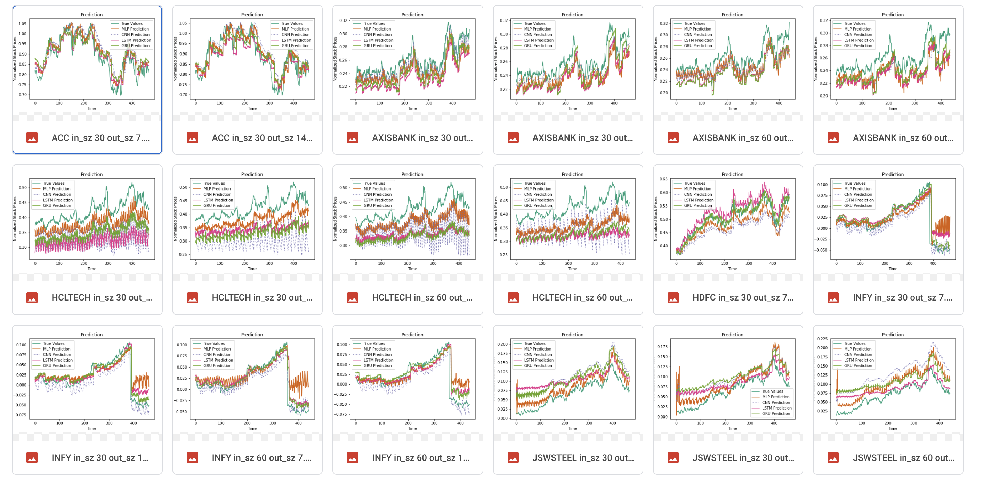 Prediction
Normalized Stock Prices
1.05
1.00
0.95
0.90
0.85
0.80
0.75
0.70
True Values
MLP Prediction
CNN Prediction
LSTM Prediction
GRU Prediction
0 100 200 300 400
Time
ACC in_sz 30 out_sz 7....
Prediction
Normalized Stock Prices
1.05
1.00
0.95
0.90
0.85
0.80
0.75
0.70
True Values
MLP Prediction
CNN Prediction
LSTM Prediction
GRU Prediction
0 100 200 300 400
Time
ACC in_sz 30 out_sz 14...
Prediction
Normalized Stock Prices
0.32
0.30
0.28
0.26
0.24
0.22
True Values
MLP Prediction
CNN Prediction
LSTM Prediction
GRU Prediction
0 100 200 300 400
Time
AXISBANK in_sz 30 out...
Prediction
Normalized Stock Prices
0.32
0.30
0.28
0.26
0.24
0.22
True Values
MLP Prediction
CNN Prediction
LSTM Prediction
GRU Prediction
0 100 200 300 400
Time
AXISBANK in_sz 30 out...
Prediction
Normalized Stock Prices
0.32
0.30
0.28
0.26
0.24
0.22
0.20
True Values
MLP Prediction
CNN Prediction
LSTM Prediction
GRU Prediction
0 100 200 300 400
Time
AXISBANK in_sz 60 out...
Prediction
Normalized Stock Prices
0.32
0.30
0.28
0.26
0.24
0.22
0.20
True Values
MLP Prediction
CNN Prediction
LSTM Prediction
GRU Prediction
0 100 200 300 400
Time
AXISBANK in_sz 60 out...
Prediction
Normalized Stock Prices
0.50
0.45
0.40
0.35
0.30
True Values
MLP Prediction
CNN Prediction
LSTM Prediction
GRU Prediction
0 100 200 300 400
Time
HCLTECH in_sz 30 out_...
Prediction
Normalized Stock Prices
0.50
0.45
0.40
0.35
0.30
0.25
True Values
MLP Prediction
CNN Prediction
LSTM Prediction
GRU Prediction
0 100 200 300 400
Time
HCLTECH in_sz 30 out_...
Prediction
Normalized Stock Prices
0.50
0.45
0.40
0.35
0.30
True Values
MLP Prediction
CNN Prediction
LSTM Prediction
GRU Prediction
0 100 200 300 400
Time
HCLTECH in_sz 60 out_...
Prediction
Normalized Stock Prices
0.50
0.45
0.40
0.35
0.30
0.25
True Values
MLP Prediction
CNN Prediction
LSTM Prediction
GRU Prediction
0 100 200 300 400
Time
HCLTECH in_sz 60 out_...
Prediction
Normalized Stock Prices
0.65
0.60
0.55
0.50
0.45
0.40
True Values
MLP Prediction
CNN Prediction
LSTM Prediction
GRU Prediction
0 100 200 300 400
Time
HDFC in_sz 30 out_sz 7...
Prediction
0.100
0.075
0.050
0.025
0.000
−0.025
−0.050
True Values
MLP Prediction
CNN Prediction
LSTM Prediction
GRU Prediction
0 100 200 300 400
Time
INFY in_sz 30 out_sz 7....
Prediction
0.100
0.075
0.050
0.025
0.000
−0.025
−0.050
−0.075
True Values
MLP Prediction
CNN Prediction
LSTM Prediction
GRU Prediction
0 100 200 300 400
Time
INFY in_sz 30 out_sz 1...
Prediction
0.100
0.075
0.050
0.025
0.000
−0.025
−0.050
True Values
MLP Prediction
CNN Prediction
LSTM Prediction
GRU Prediction
0 100 200 300 400
Time
INFY in_sz 60 out_sz 7....
Prediction
0.100
0.075
0.050
0.025
0.000
−0.025
−0.050
−0.075
True Values
MLP Prediction
CNN Prediction
LSTM Prediction
GRU Prediction
0 100 200 300 400
Time
INFY in_sz 60 out_sz 1...
Prediction
0.200
0.175
0.150
0.125
0.100
0.075
0.050
0.025
0.000
True Values
MLP Prediction
CNN Prediction
LSTM Prediction
GRU Prediction
0 100 200 300 400
Time
JSWSTEEL in_sz 30 out...
Prediction
0.175
0.150
0.125
0.100
0.075
0.050
0.025
0.000
True Values
MLP Prediction
CNN Prediction
LSTM Prediction
GRU Prediction
0 100 200 300 400
Time
JSWSTEEL in_sz 30 out...
Prediction
0.225
0.200
0.175
0.150
0.125
0.100
0.075
0.050
0.025
True Values
MLP Prediction
CNN Prediction
LSTM Prediction
GRU Prediction
0 100 200 300 400
Time
JSWSTEEL in_sz 60 out...